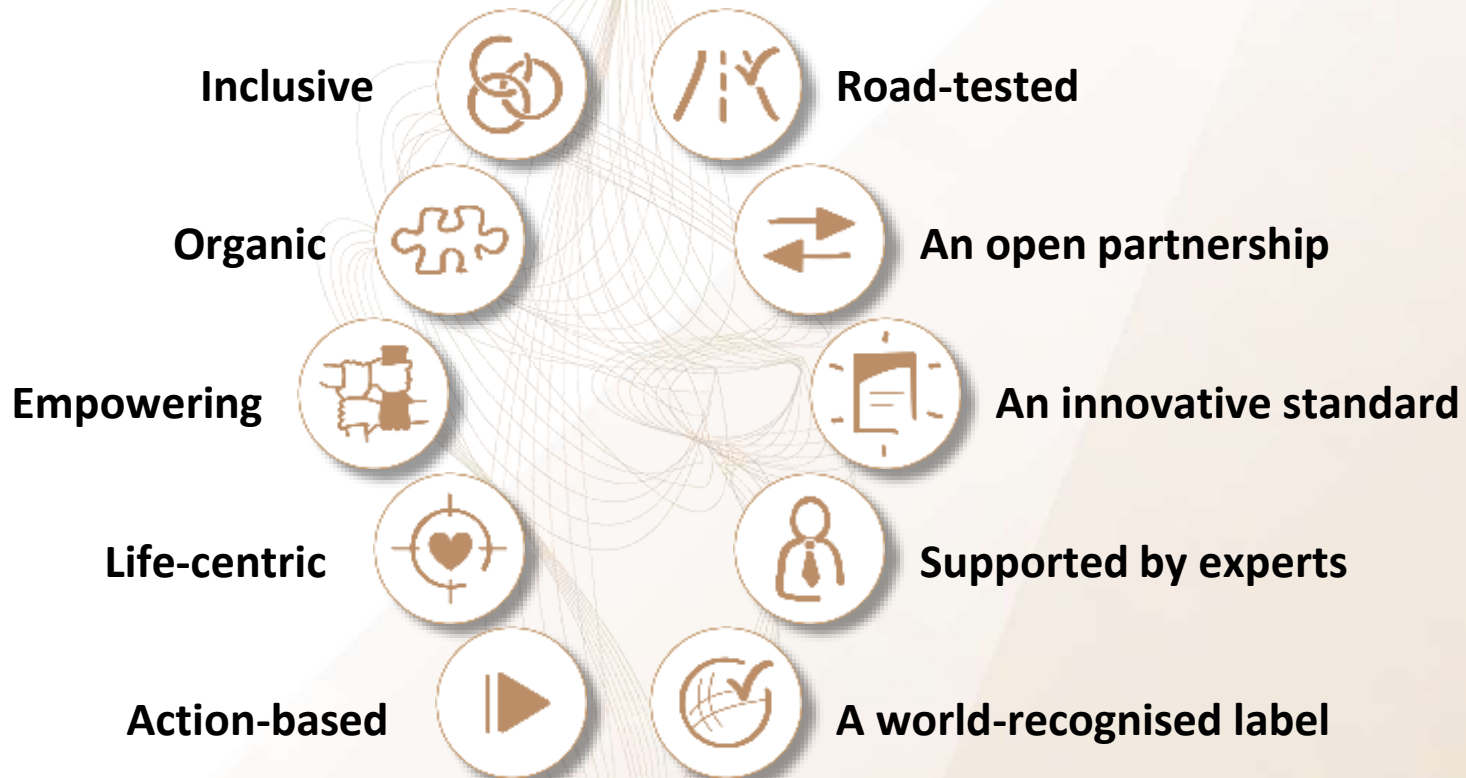 Inclusive
Road-tested
Organic
An open partnership
Empowering
An innovative standard
Life-centric
Supported by experts
Action-based
A world-recognised label